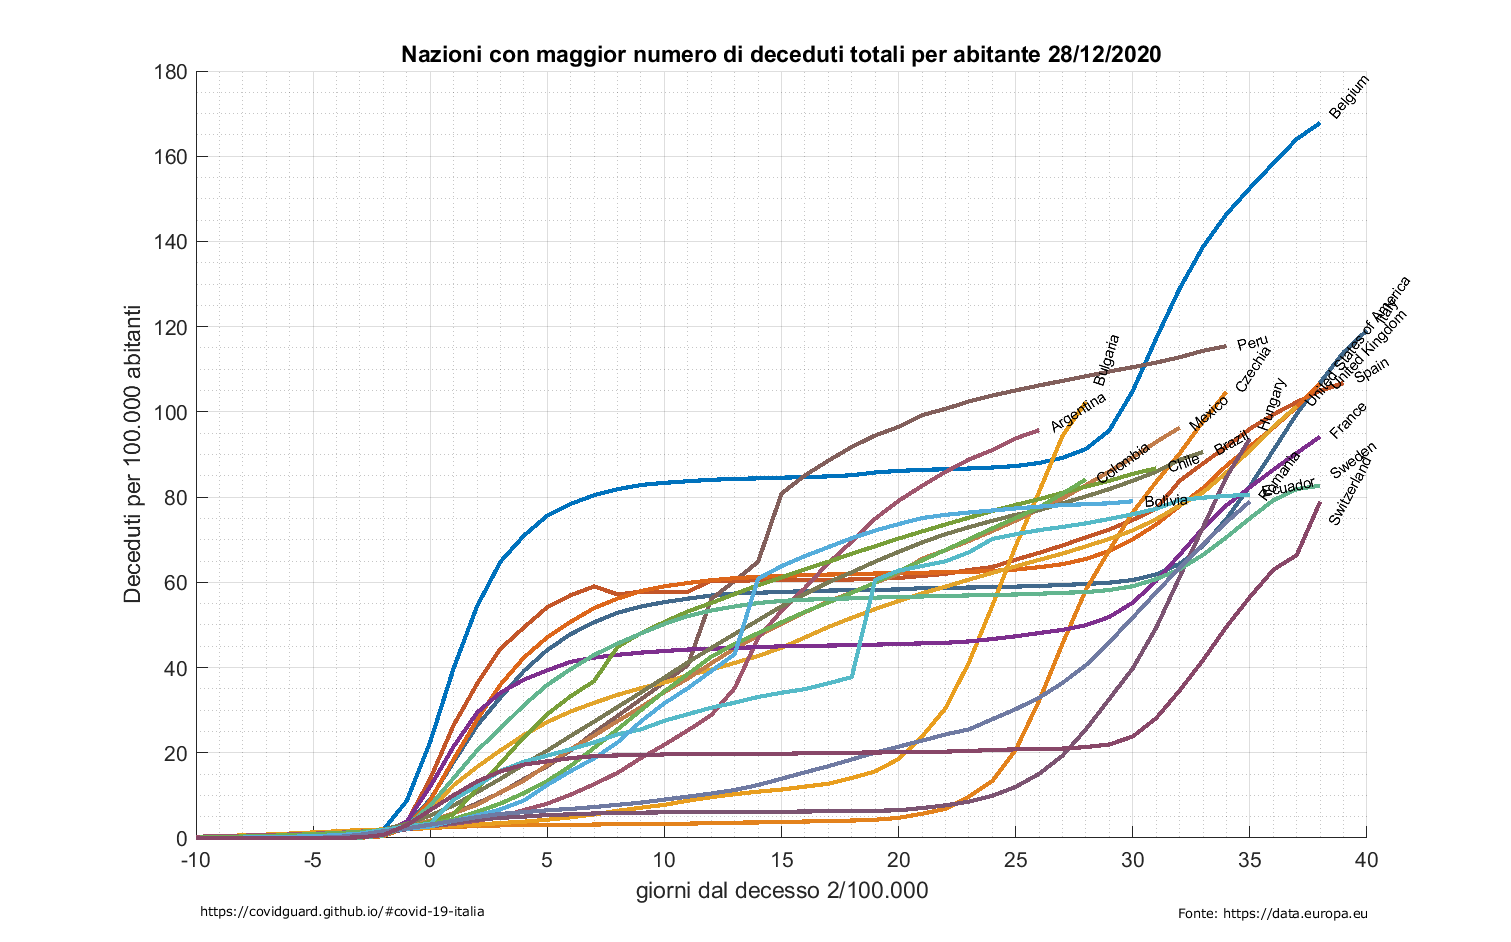 Nazioni con maggior numero di deceduti totali per abitante 28/12/2020
Deceduti per 100.000 abitanti
180
160
140
120
100
80
60
40
20
0
Belgium
Italy
United States of America
United Kingdom
Spain
Peru
Bulgaria
Czechia
Hungary
Argentina
Mexico
France
Brazil
Colombia
Chile
Sweden
Romania
Ecuador
Bolivia
Switzerland
-10
-5
0
5
10
15
20
25
30
35
40
giorni dal decesso 2/100.000
https://covidguard.github.io/#covid-19-italia
Fonte: https://data.europa.eu